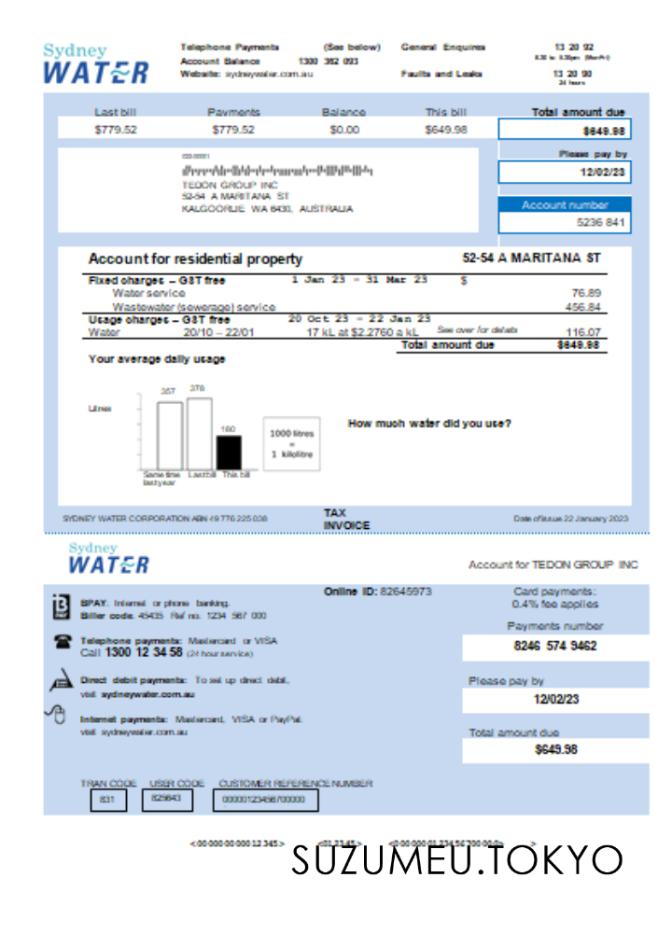 Sydney
WATER
Telephone Payments (See below) General Enquires 13 20 92
8.30 to 5.30pm (Mon-Fri)
Account Balance 1300 362 093
Website: sydneywater.com.au Faults and Leaks 13 20 90
24 hours
Last bill Payments Balance This bill Total amount due
$779.52 $779.52 $0.00 $649.98 $649.98
Please pay by
12/02/23
TEDON GROUP INC
52-54 A MARITANA ST
KALGOORLIE WA 6430, AUSTRALIA
Account number
5236 841
Account for residential property 52-54 A MARITANA ST
Fixed charges – GST free 1 Jan 23 – 31 Mar 23 $
Water service 76.89
Wastewater (sewerage) service 456.84
Usage charges – GST free 20 Oct 23 – 22 Jan 23
Water 20/10 – 22/01 17 kL at $2.2760 a kL See over for details 116.07
Total amount due $649.98
Your average daily usage
How much water did you use?
Litres
367 378 180
1000 litres
=
1 kilolitre
Same time last year Last bill This bill
SYDNEY WATER CORPORATION ABN 49 776 225 038 TAX INVOICE Date of issue 22 January 2023
Sydney
WATER
Account for TEDON GROUP INC
Online ID: 82645973
Card payments:
0.4% fee applies
BPAY. Internet or phone banking.
Biller code. 45435 Ref no. 1234 567 000
Payments number
8246 574 9462
Telephone payments: Mastercard or VISA
Call 1300 12 34 58 (24 hour service)
Direct debit payments: To set up direct debit,
visit sydneywater.com.au
Please pay by
12/02/23
Internet payments: Mastercard, VISA or PayPal.
visit sydneywater.com.au
Total amount due
$649.98
TRAN CODE USER CODE CUSTOMER REFERENCE NUMBER
831 825643 00000123456700000
SUZUMEU.TOKYO